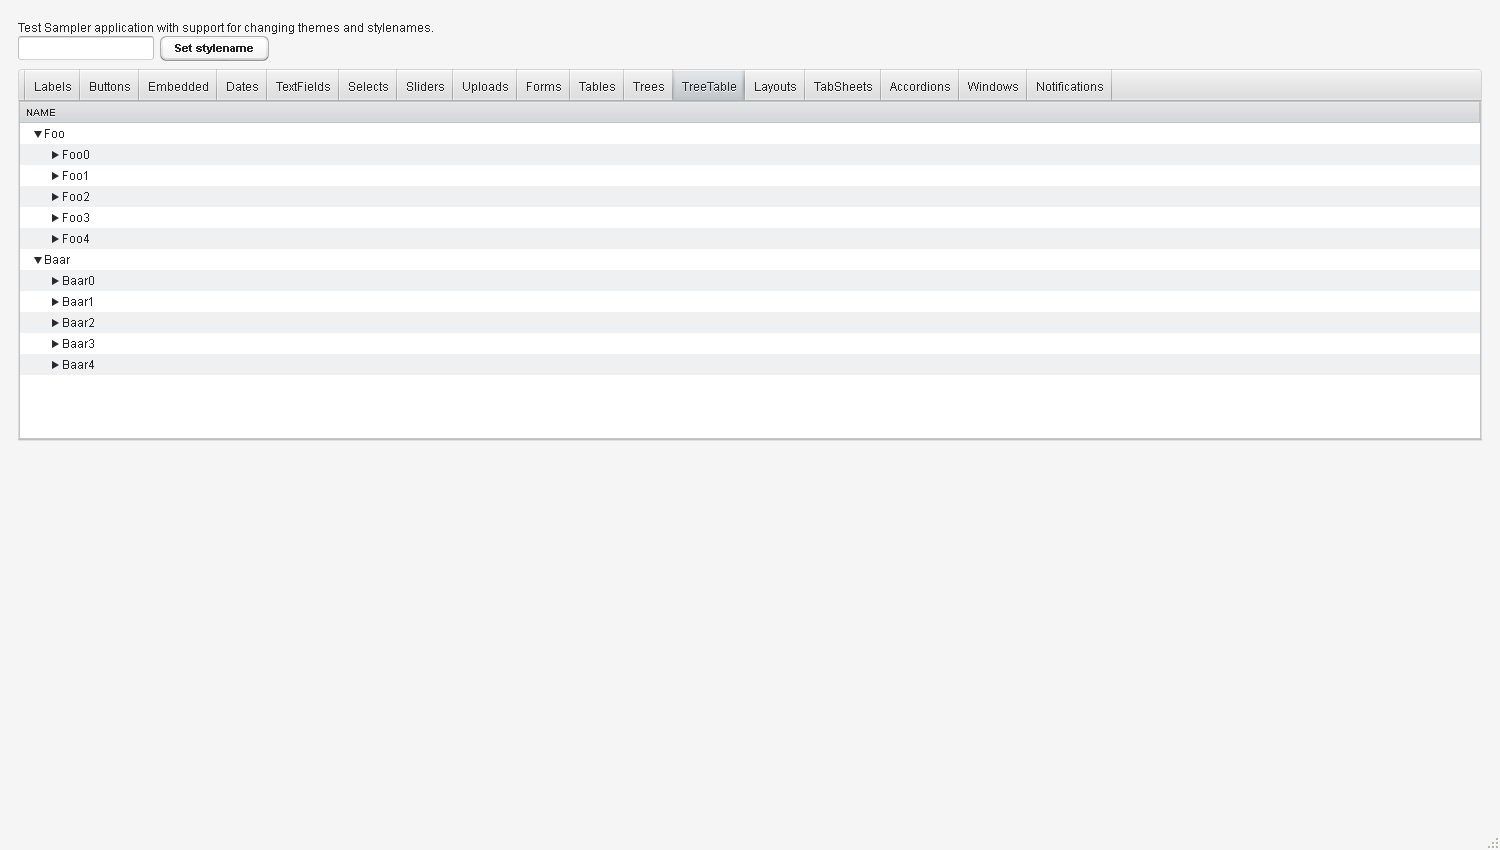 Test Sampler application with support for changing themes and stylenames.
Set stylename
Labels Buttons Embedded Dates TextFields Selects Sliders Uploads Forms Tables Trees TreeTable Layouts TabSheets Accordions Windows Notifications
NAME
Foo
Foo0
Foo1
Foo2
Foo3
Foo4
Baar
Baar0
Baar1
Baar2
Baar3
Baar4